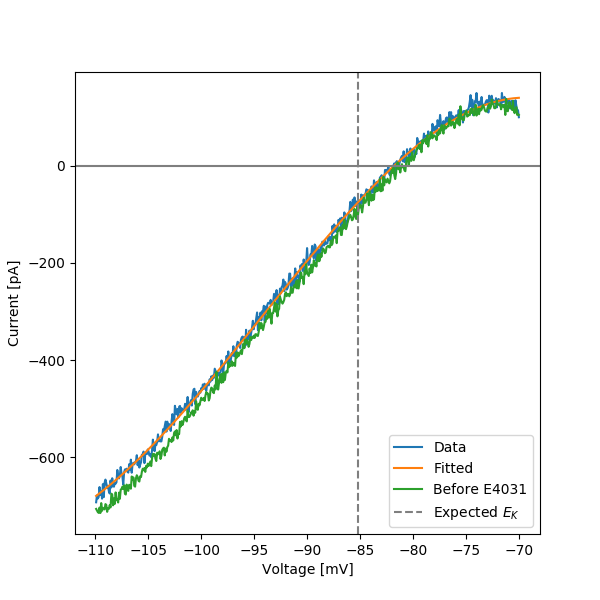 0
−200
−400
−600
Current [pA]
Data
Fitted
Before E4031
Expected E_K
−110 −105 −100 −95 −90 −85 −80 −75 −70
Voltage [mV]